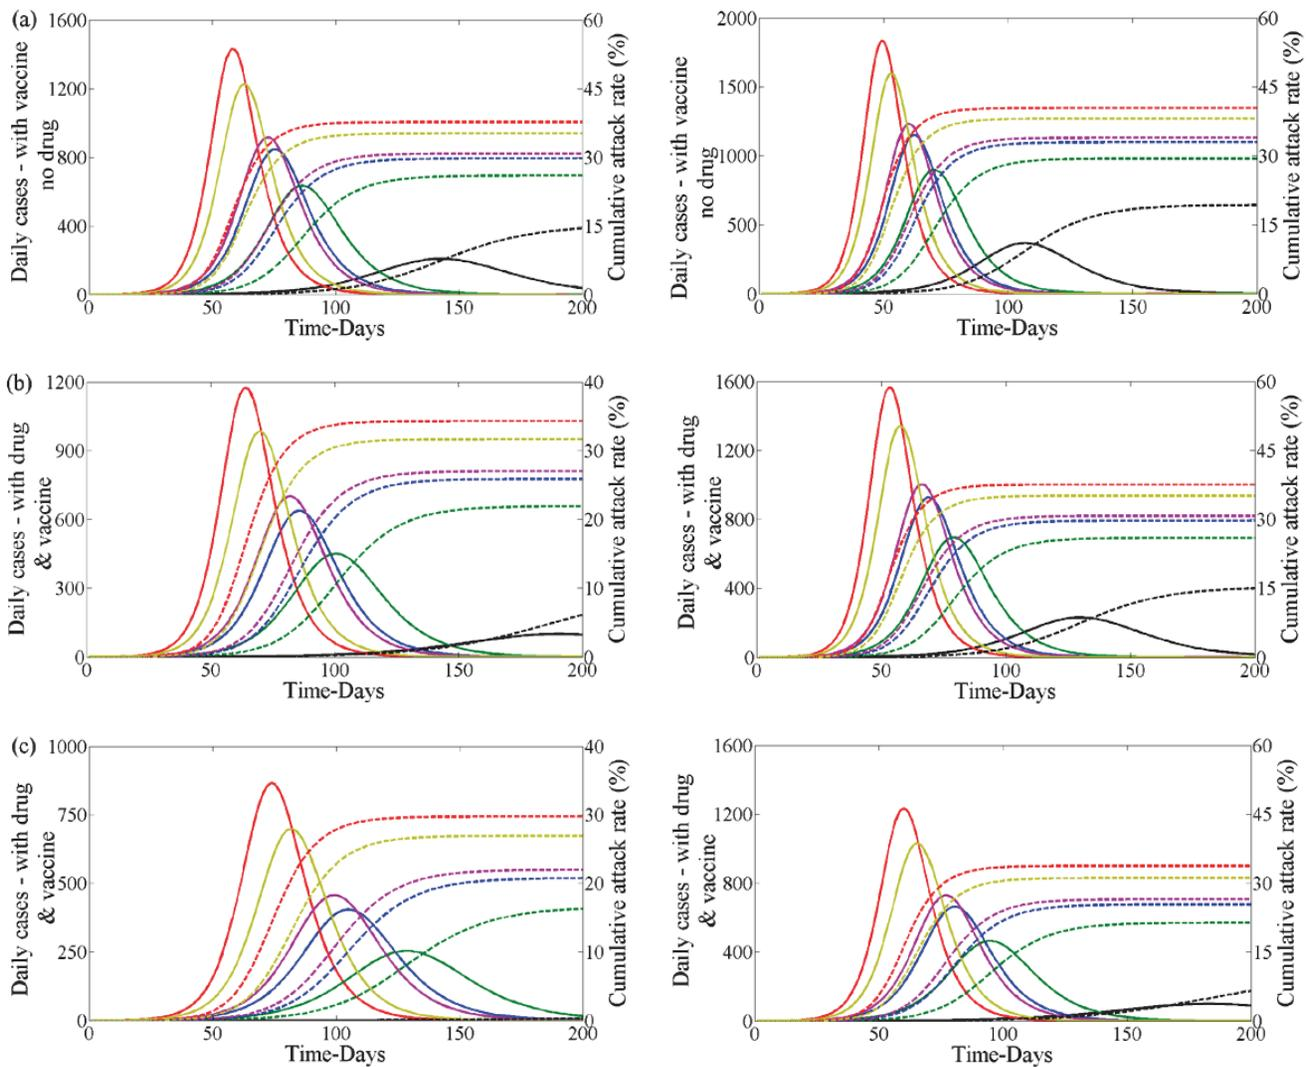 (a)
1600
1200
800
400
0
Daily cases - with vaccine
no drug
60
45
30
15
0
Cumulative attack rate (%)
0 50 100 150 200
Time-Days
2000
1500
1000
500
0
Daily cases - with vaccine
no drug
60
45
30
15
0
Cumulative attack rate (%)
0 50 100 150 200
Time-Days
(b)
1200
900
600
300
0
Daily cases - with drug
& vaccine
40
30
20
10
0
Cumulative attack rate (%)
0 50 100 150 200
Time-Days
1600
1200
800
400
0
Daily cases - with drug
& vaccine
60
45
30
15
0
Cumulative attack rate (%)
0 50 100 150 200
Time-Days
(c)
1000
750
500
250
0
Daily cases - with drug
& vaccine
40
30
20
10
0
Cumulative attack rate (%)
0 50 100 150 200
Time-Days
1600
1200
800
400
0
Daily cases - with drug
& vaccine
60
45
30
15
0
Cumulative attack rate (%)
0 50 100 150 200
Time-Days